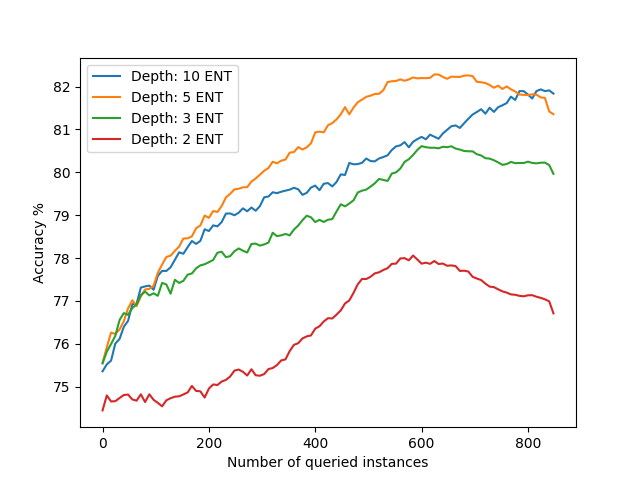 Depth: 10 ENT
Depth: 5 ENT
Depth: 3 ENT
Depth: 2 ENT
Accuracy %
82
81
80
79
78
77
76
75
0 200 400 600 800
Number of queried instances